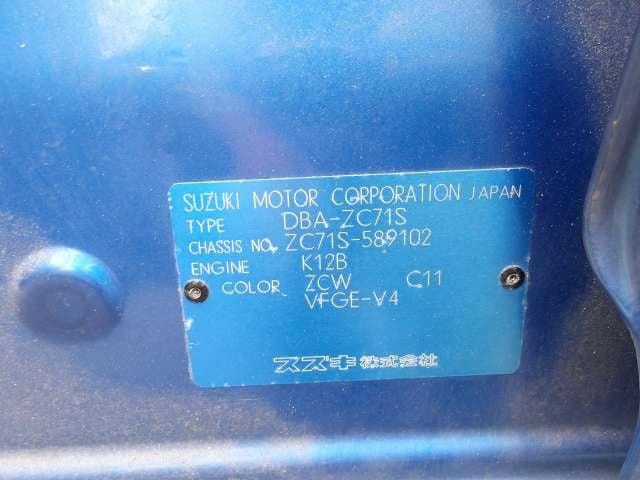 SUZUKI MOTOR CORPORATION JAPAN
TYPE DBA-ZC71S
CHASSIS NO. ZC71S-589102
ENGINE K12B
COLOR ZCW C11
VFGE-V4
スズキ株式会社